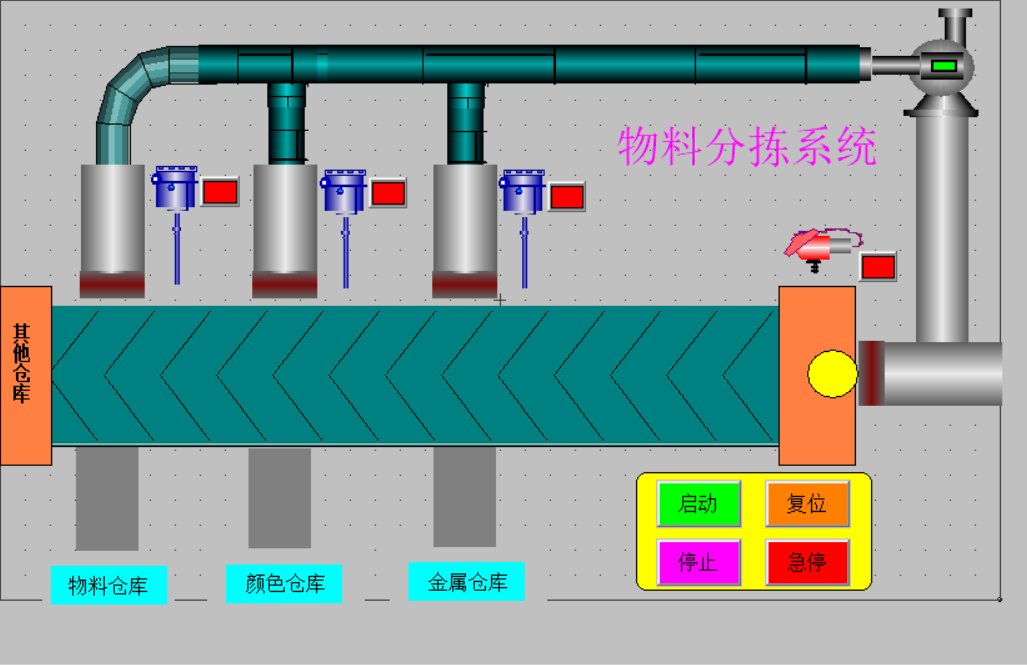 物料分拣系统
其他仓库
启动
复位
停止
急停
物料仓库
颜色仓库
金属仓库